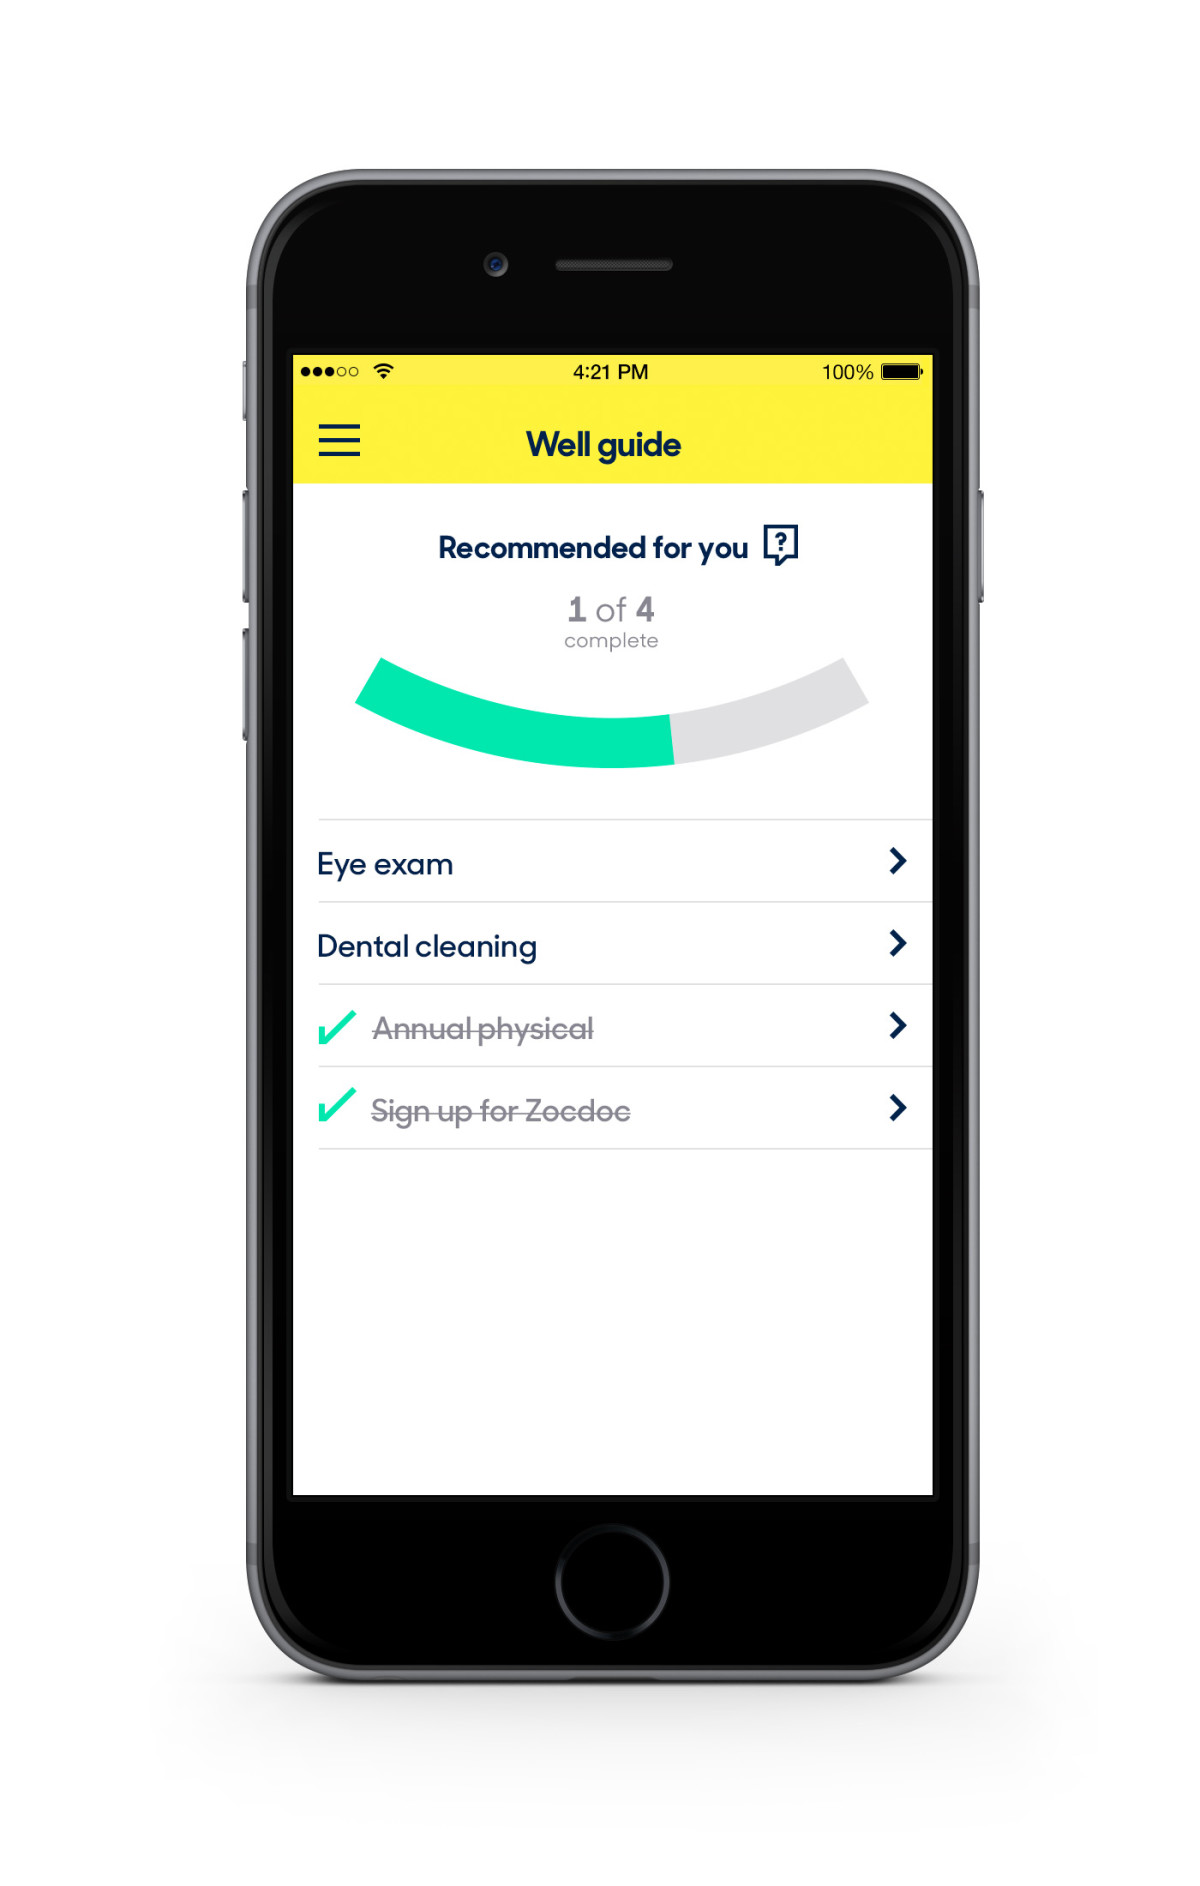 4:21 PM
100%
Well guide
Recommended for you
?
1 of 4
complete
Eye exam
Dental cleaning
Annual physical
Sign up for Zocdoc